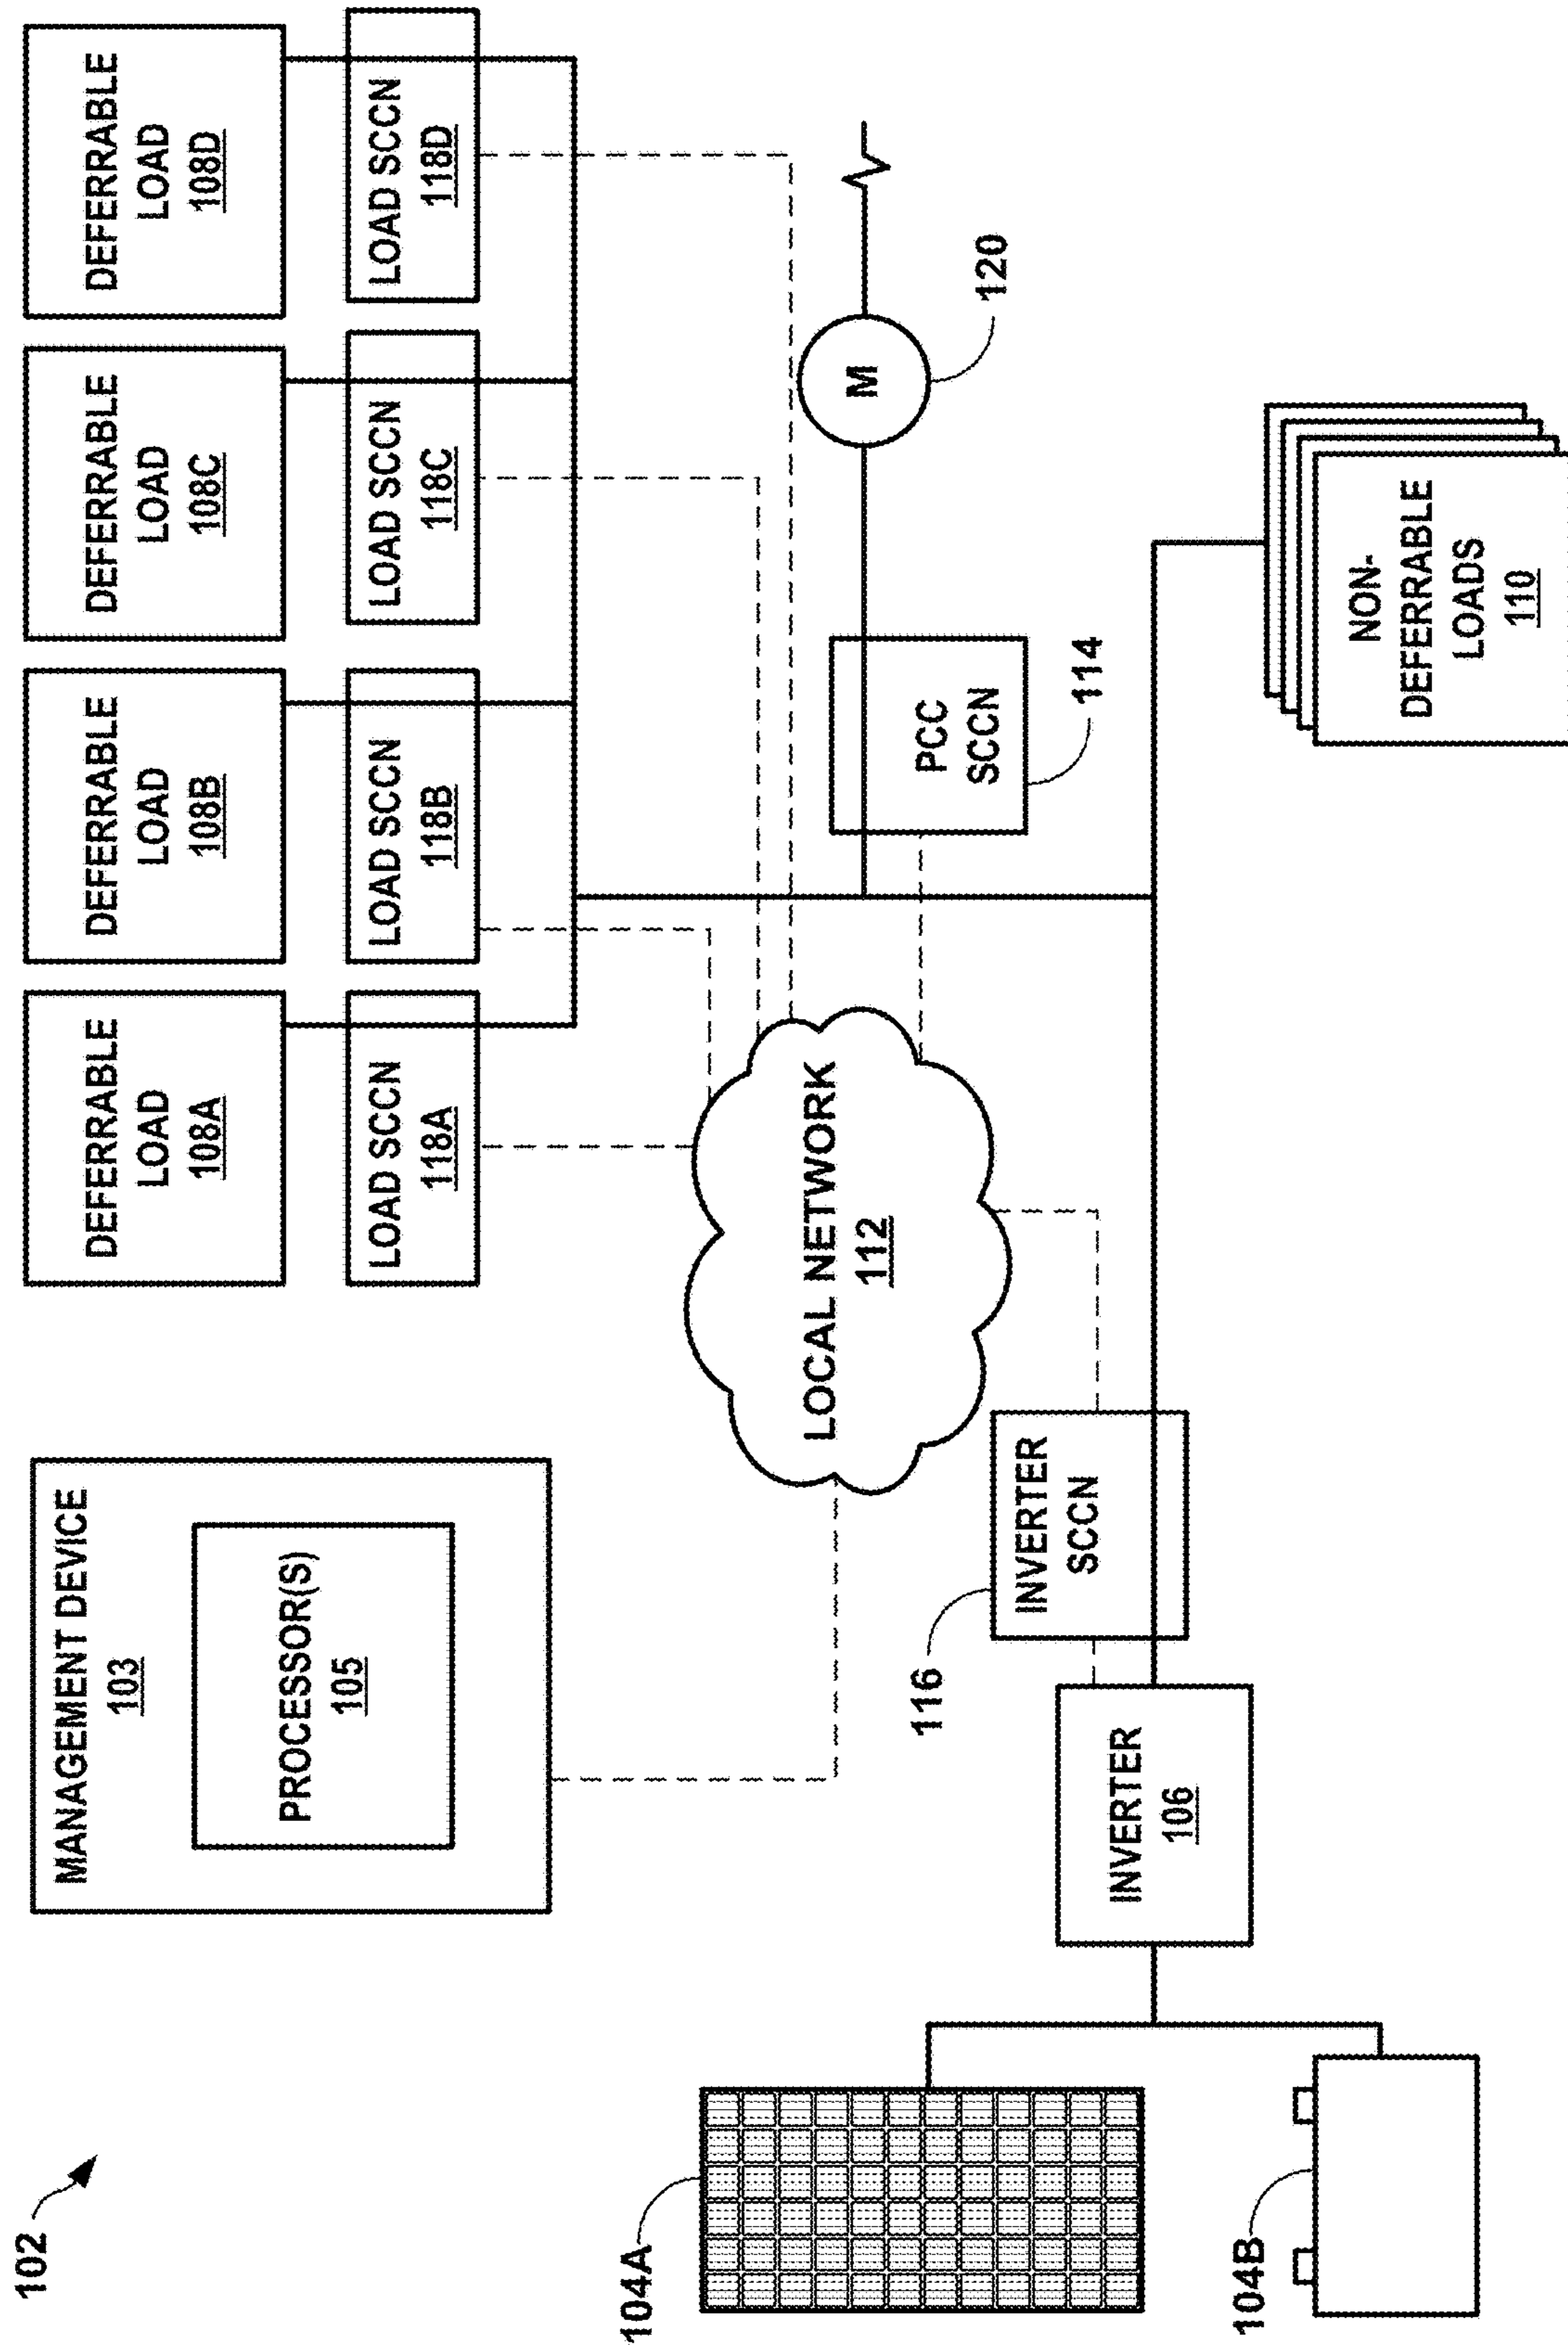 102
MANAGEMENT DEVICE
103
PROCESSOR(S)
105
DEFERRABLE
LOAD
108A
DEFERRABLE
LOAD
108B
DEFERRABLE
LOAD
108C
DEFERRABLE
LOAD
108D
LOAD SCCN
118A
LOAD SCCN
118B
LOAD SCCN
118C
LOAD SCCN
118D
LOCAL NETWORK
112
M
120
PCC
SCCN
114
104A
116
INVERTER
SCCN
INVERTER
106
104B
NON-
DEFERRABLE
LOADS
110